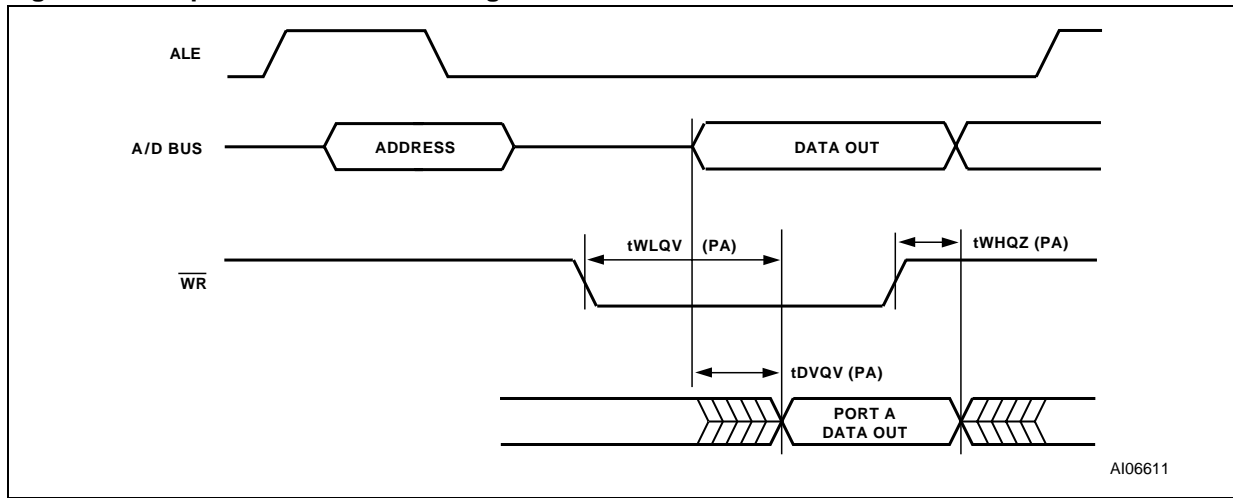 ALE
A/D BUS
ADDRESS
DATA OUT
tWLQV (PA)
tWHQZ (PA)
WR
tDVQV (PA)
PORT A
DATA OUT
AI06611